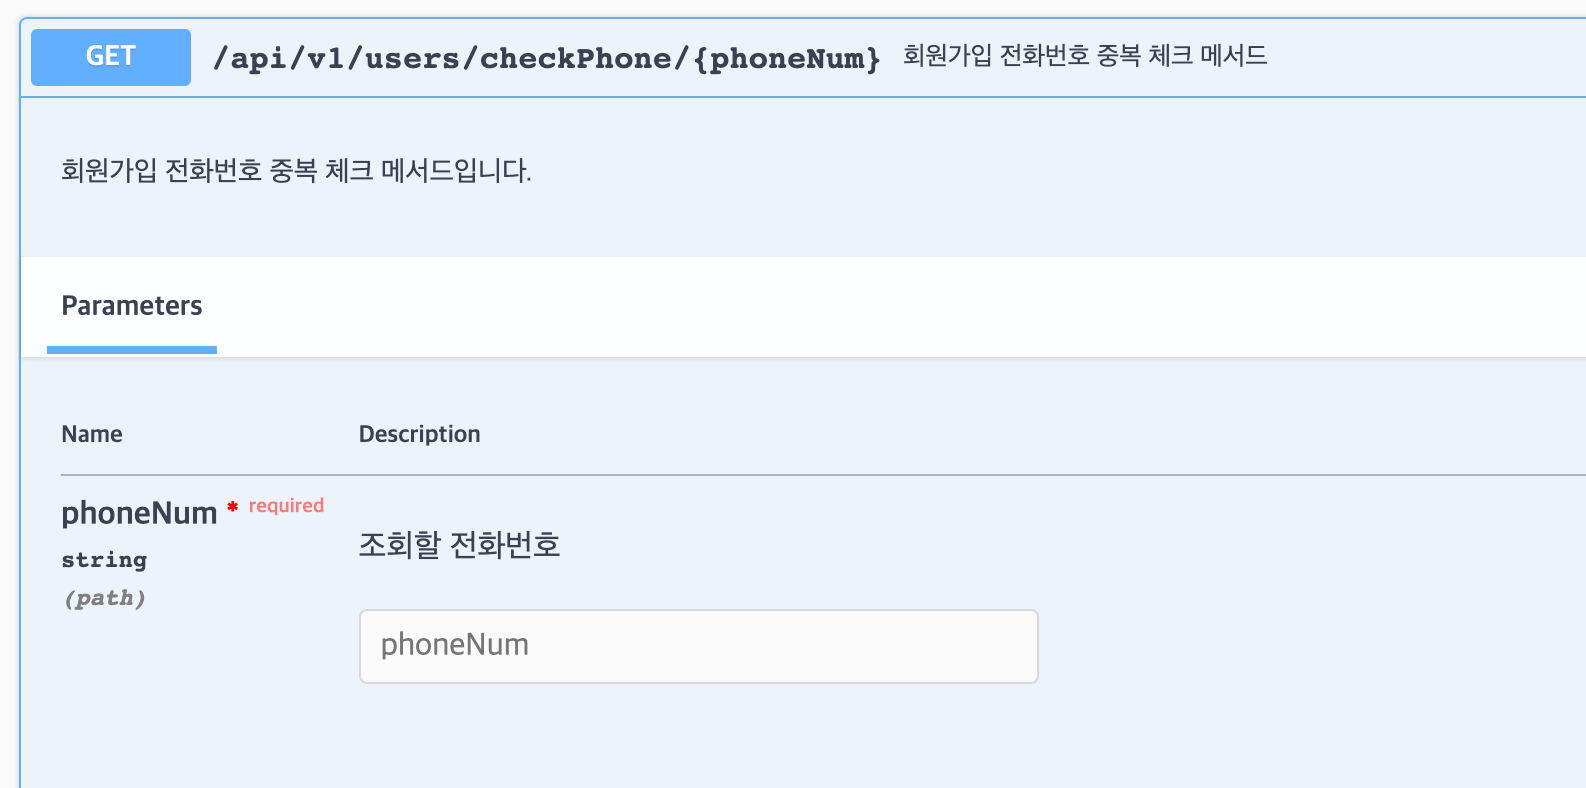 GET /api/v1/users/checkPhone/{phoneNum} 회원가입 전화번호 중복 체크 메서드
회원가입 전화번호 중복 체크 메서드입니다.
Parameters
Name Description
phoneNum * required
string
(path)
조회할 전화번호
phoneNum